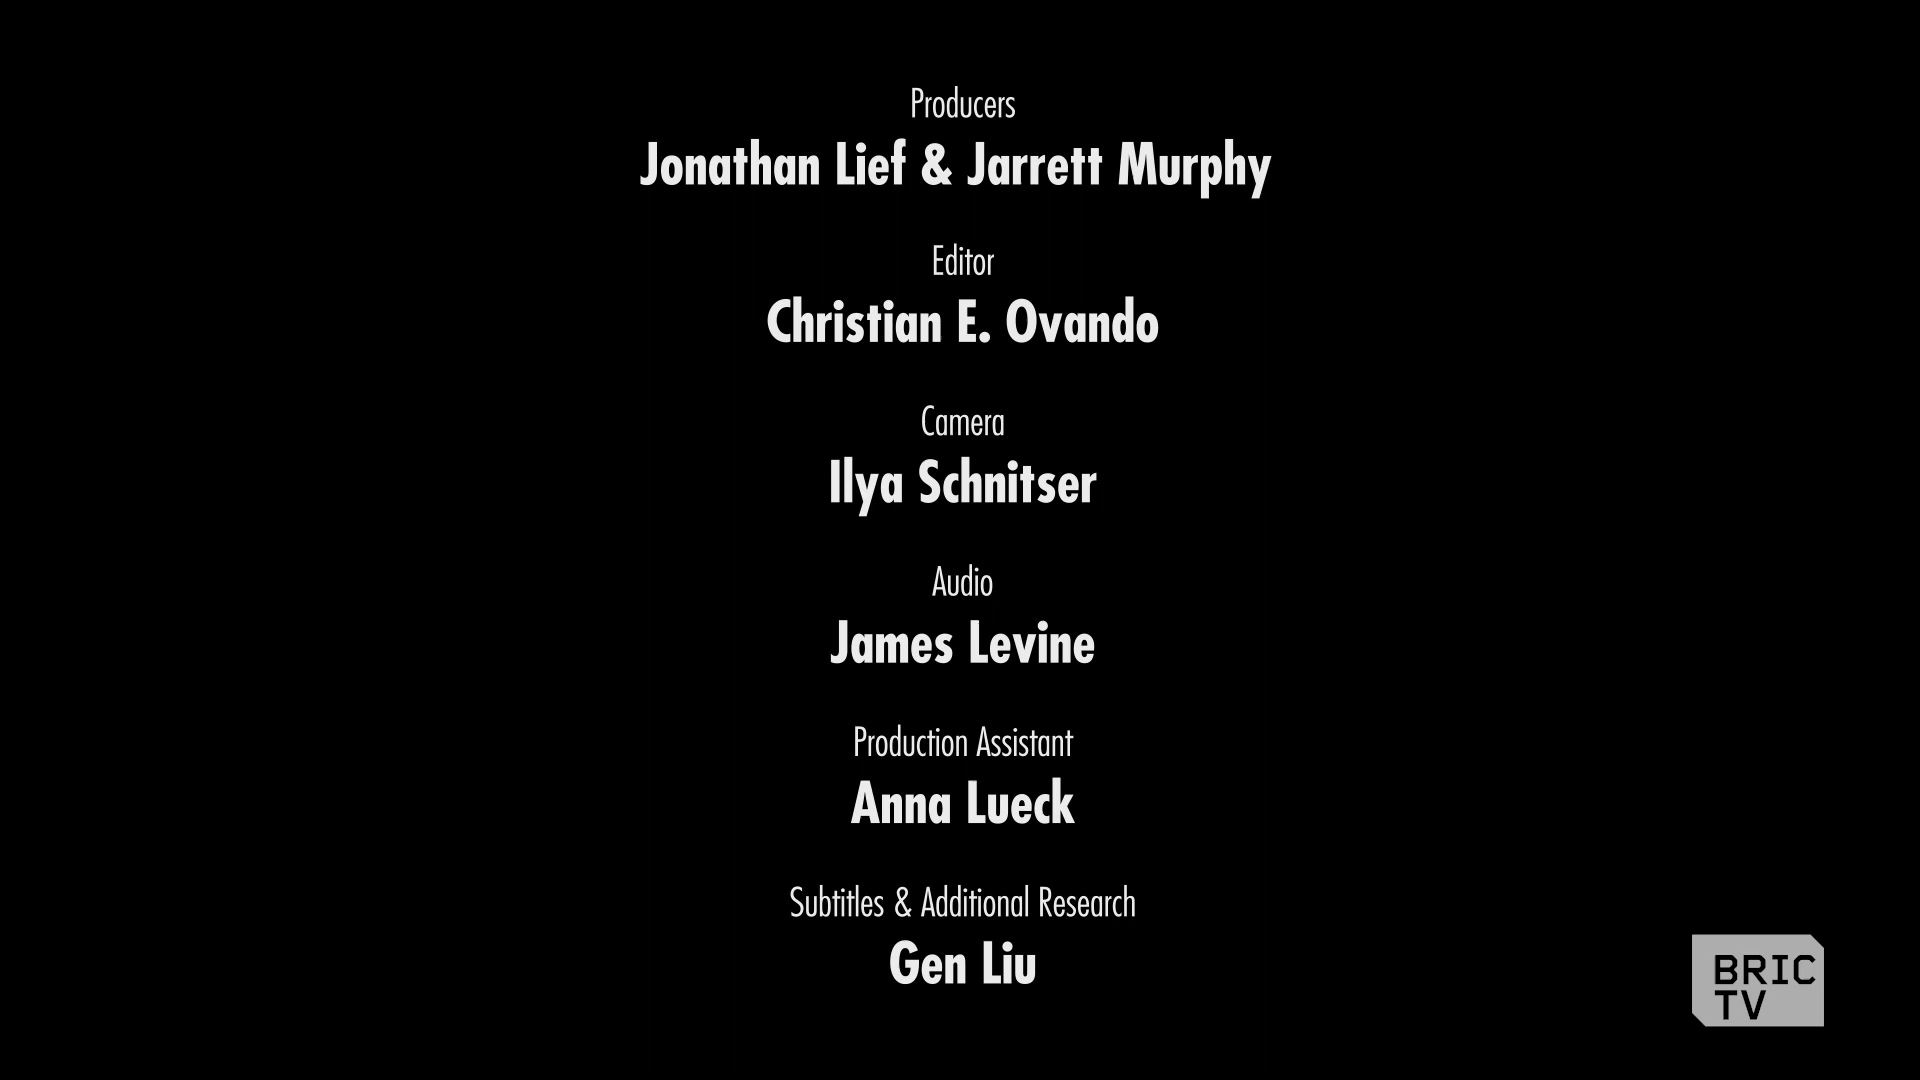 Producers
Jonathan Lief & Jarrett Murphy
Editor
Christian E. Ovando
Camera
Ilya Schnitser
Audio
James Levine
Production Assistant
Anna Lueck
Subtitles & Additional Research
Gen Liu
BRIC
TV